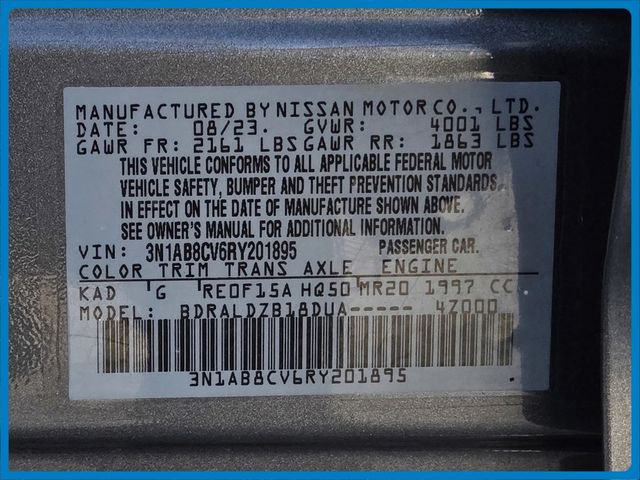 MANUFACTURED BY NISSAN MOTOR CO., LTD.
DATE: 08/23. GVWR: 4001 LBS
GAWR FR: 2161 LBS GAWR RR: 1863 LBS
THIS VEHICLE CONFORMS TO ALL APPLICABLE FEDERAL MOTOR
VEHICLE SAFETY, BUMPER AND THEFT PREVENTION STANDARDS
IN EFFECT ON THE DATE OF MANUFACTURE SHOWN ABOVE.
SEE OWNER'S MANUAL FOR ADDITIONAL INFORMATION.
VIN: 3N1AB8CV6RY201895 PASSENGER CAR.
COLOR TRIM TRANS AXLE ENGINE
KAD G RE0F15A HQ50 MR20 1997 CC
MODEL: BDRALDZB18DUA----- 4Z000
3N1AB8CV6RY201895